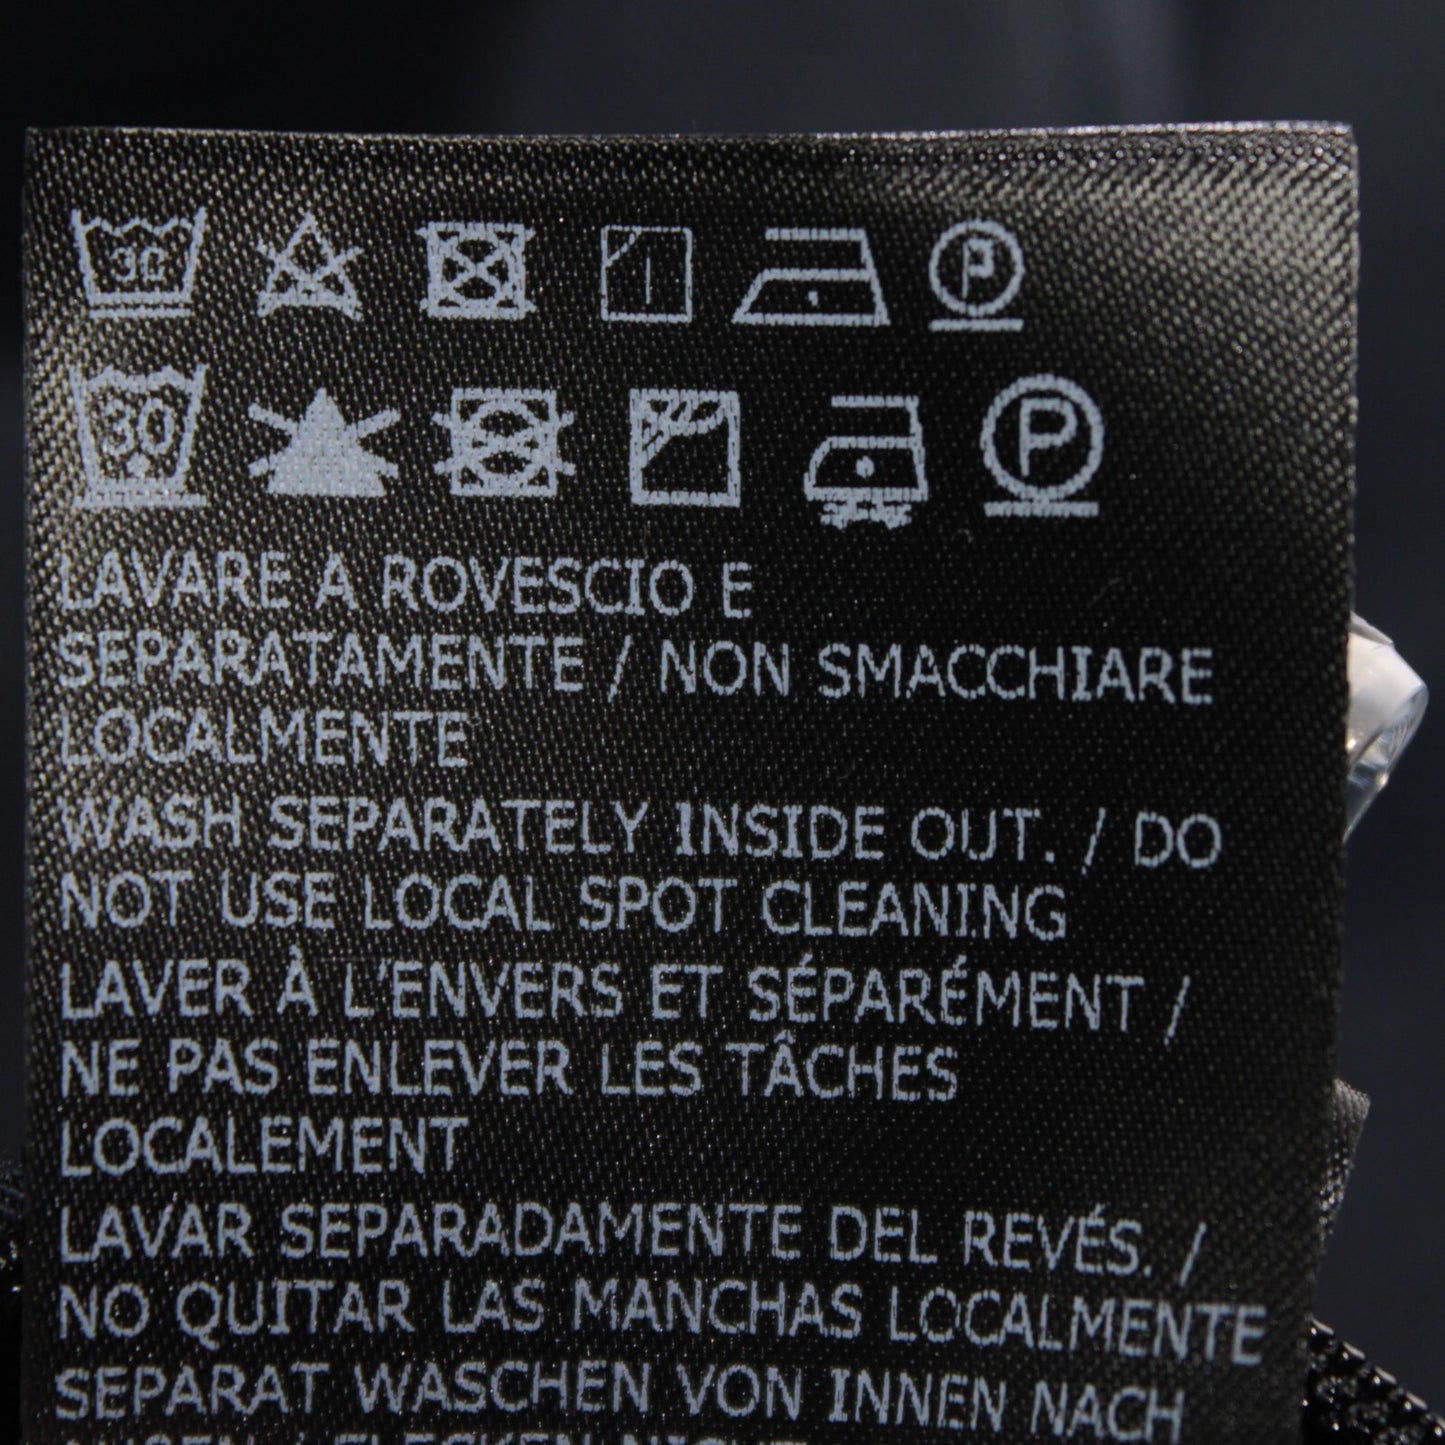 30 P
30 P
LAVARE A ROVESCIO E
SEPARATAMENTE / NON SMACCHIARE
LOCALMENTE
WASH SEPARATELY INSIDE OUT. / DO
NOT USE LOCAL SPOT CLEANING
LAVER À L'ENVERS ET SÉPARÉMENT /
NE PAS ENLEVER LES TÂCHES
LOCALEMENT
LAVAR SEPARADAMENTE DEL REVÉS. /
NO QUITAR LAS MANCHAS LOCALMENTE
SEPARAT WASCHEN VON INNEN NACH